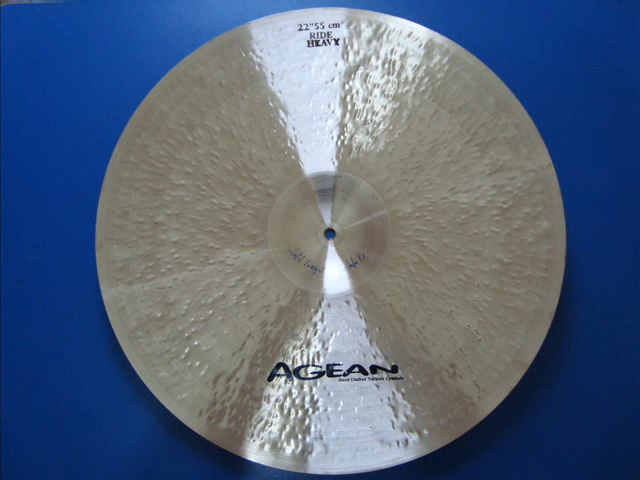 22"55 cm
RIDE
HEAVY
AGEAN
Hand Crafted Turkish Cymbals